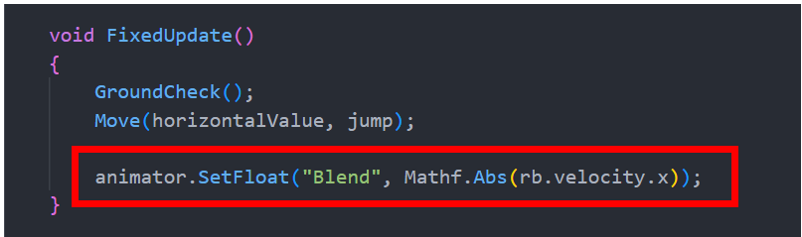 void FixedUpdate()
{
GroundCheck();
Move(horizontalValue, jump);
animator.SetFloat("Blend", Mathf.Abs(rb.velocity.x));
}